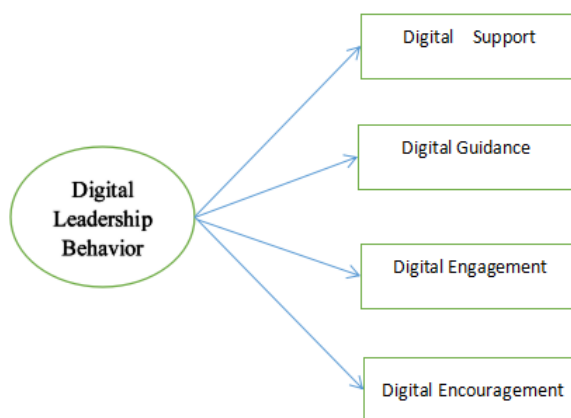 Digital Support
Digital Guidance
Digital
Leadership
Behavior
Digital Engagement
Digital Encouragement